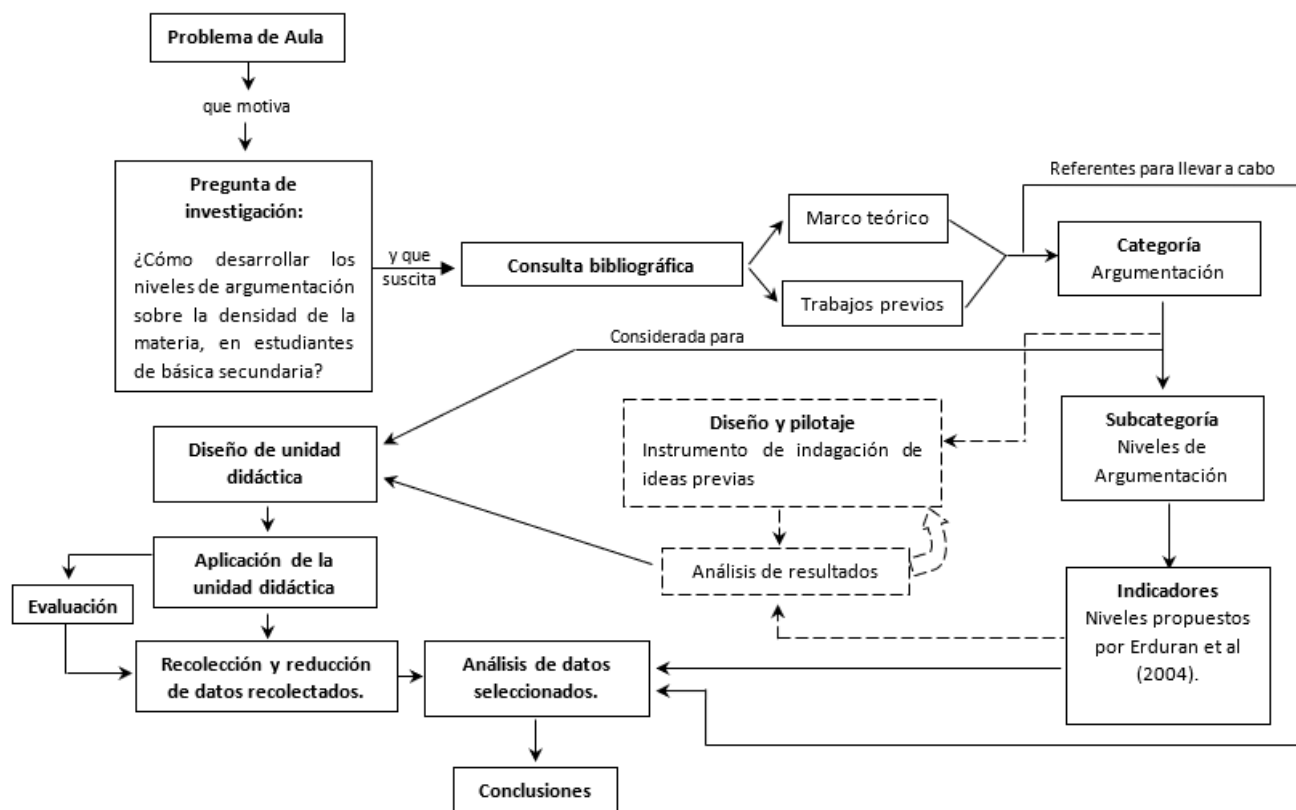 Problema de Aula
que motiva
Pregunta de
investigación:
¿Cómo desarrollar los
niveles de argumentación
sobre la densidad de la
materia, en estudiantes
de básica secundaria?
y que
suscita
Consulta bibliográfica
Marco teórico
Trabajos previos
Referentes para llevar a cabo
Categoría
Argumentación
Considerada para
Subcategoría
Niveles de
Argumentación
Diseño y pilotaje
Instrumento de indagación de
ideas previas
Análisis de resultados
Indicadores
Niveles propuestos
por Erduran et al
(2004).
Diseño de unidad
didáctica
Aplicación de la
unidad didáctica
Evaluación
Recolección y reducción
de datos recolectados.
Análisis de datos
seleccionados.
Conclusiones